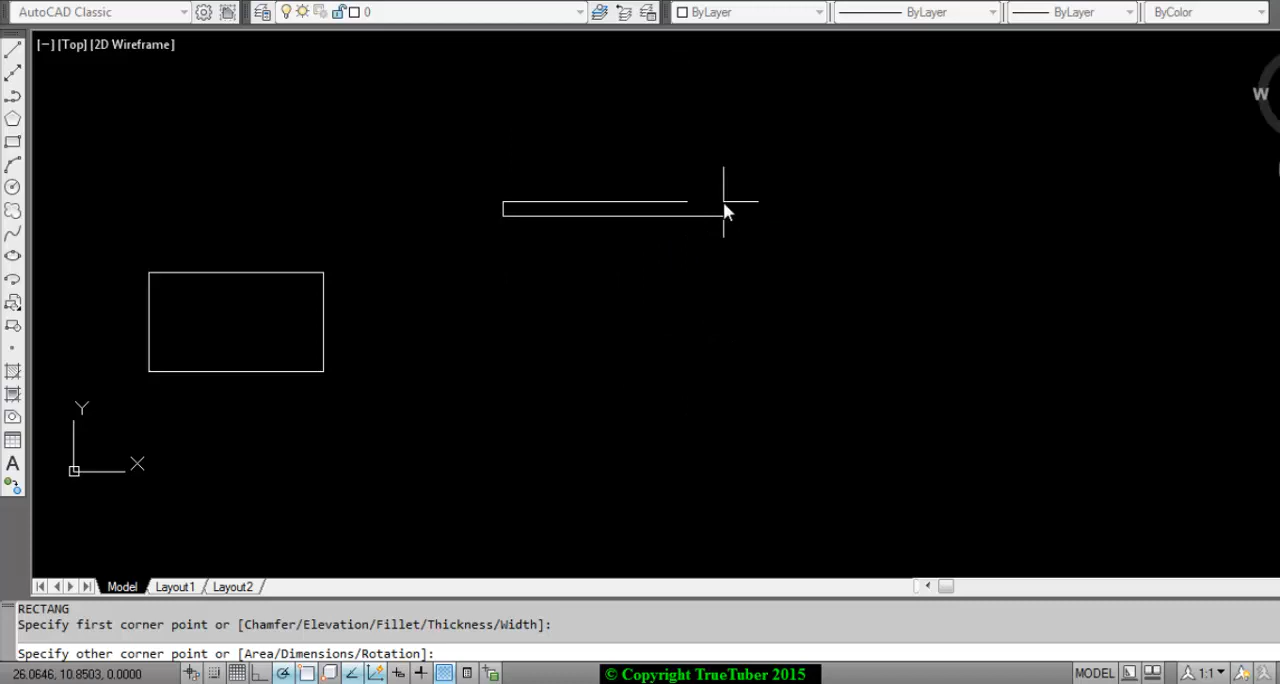 AutoCAD Classic 0 ByLayer ByLayer ByLayer ByColor
[−] [Top] [2D Wireframe]
W
Y
X
A
Model Layout1 Layout2
RECTANG
Specify first corner point or [Chamfer/Elevation/Fillet/Thickness/Width]:
Specify other corner point or [Area/Dimensions/Rotation]:
26.0646, 10.8503, 0.0000 © Copyright TrueTuber 2015 MODEL 1:1